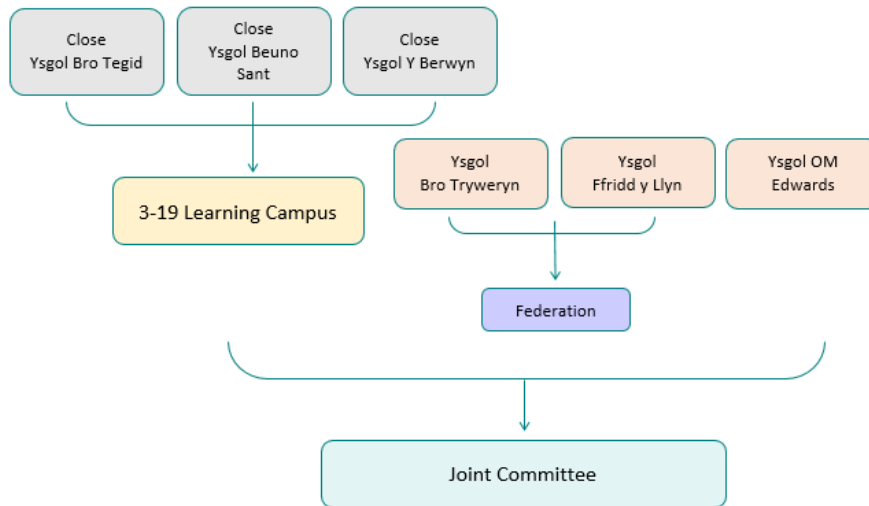 Close
Ysgol Bro Tegid
Close
Ysgol Beuno
Sant
Close
Ysgol Y Berwyn
3-19 Learning Campus
Ysgol
Bro Tryweryn
Ysgol
Ffridd y Llyn
Ysgol OM
Edwards
Federation
Joint Committee